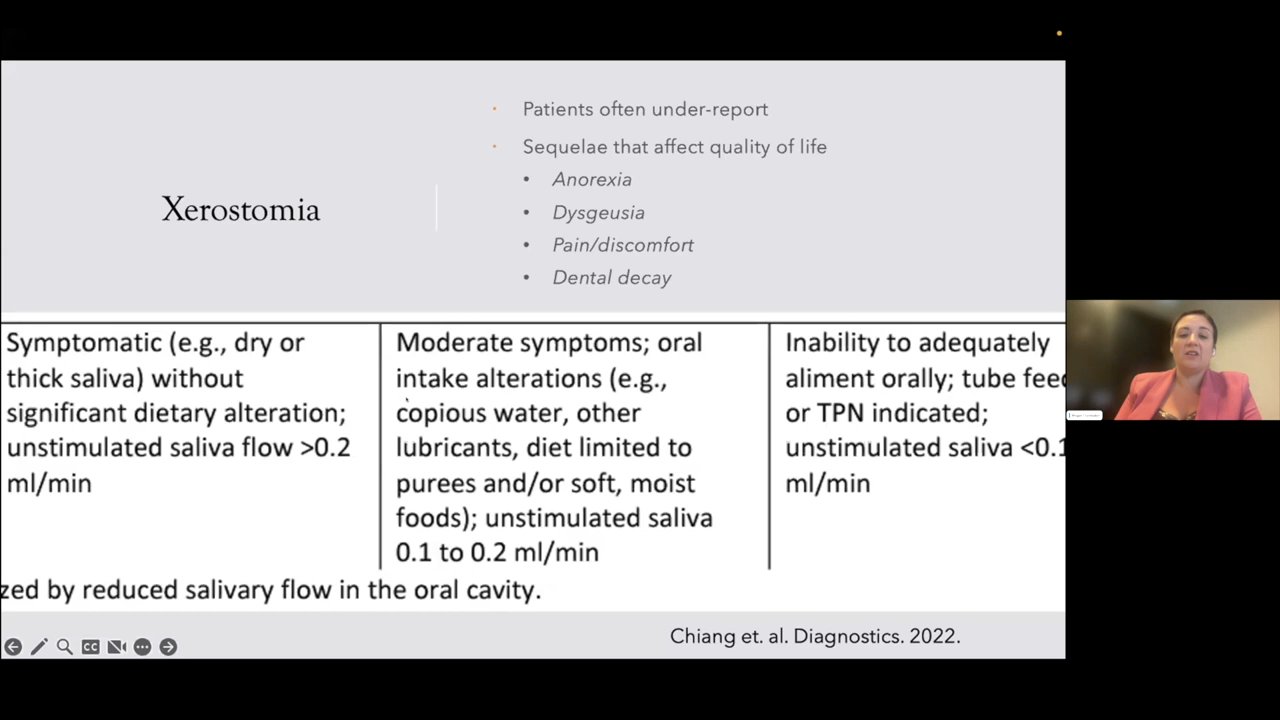 Patients often under-report
Sequelae that affect quality of life
Anorexia
Xerostomia
Dysgeusia
Pain/discomfort
Dental decay
Symptomatic (e.g., dry or
thick saliva) without
significant dietary alteration;
unstimulated saliva flow >0.2
ml/min
Moderate symptoms; oral
intake alterations (e.g.,
copious water, other
lubricants, diet limited to
purees and/or soft, moist
foods); unstimulated saliva
0.1 to 0.2 ml/min
Inability to adequately
aliment orally; tube feed
or TPN indicated;
unstimulated saliva <0.1
ml/min
zed by reduced salivary flow in the oral cavity.
Chiang et. al. Diagnostics. 2022.
CC